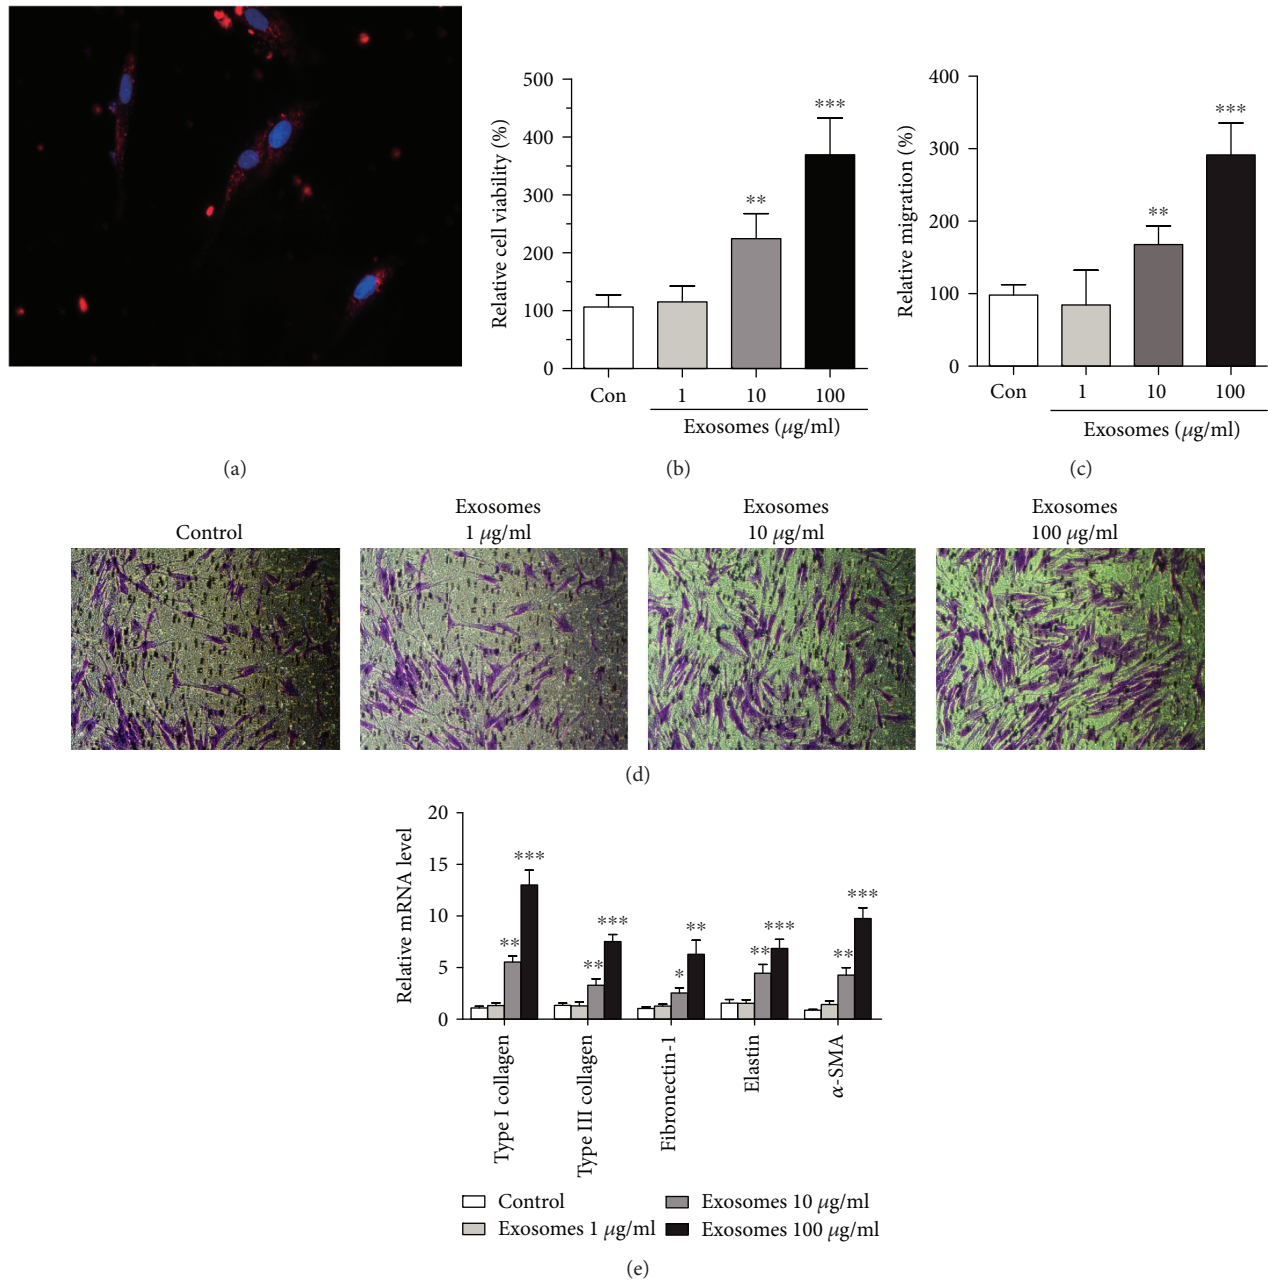 500
400
300
200
100
0
Relative cell viability (%)
**
***
Con
1
10
100
Exosomes (μg/ml)
400
300
200
100
0
Relative migration (%)
**
***
Con
1
10
100
Exosomes (μg/ml)
(a)
(b)
(c)
Control
Exosomes
1 μg/ml
Exosomes
10 μg/ml
Exosomes
100 μg/ml
(d)
20
15
10
5
0
Relative mRNA level
**
***
**
***
*
**
**
***
**
***
Type I collagen
Type III collagen
Fibronectin-1
Elastin
α-SMA
Control
Exosomes 1 μg/ml
Exosomes 10 μg/ml
Exosomes 100 μg/ml
(e)